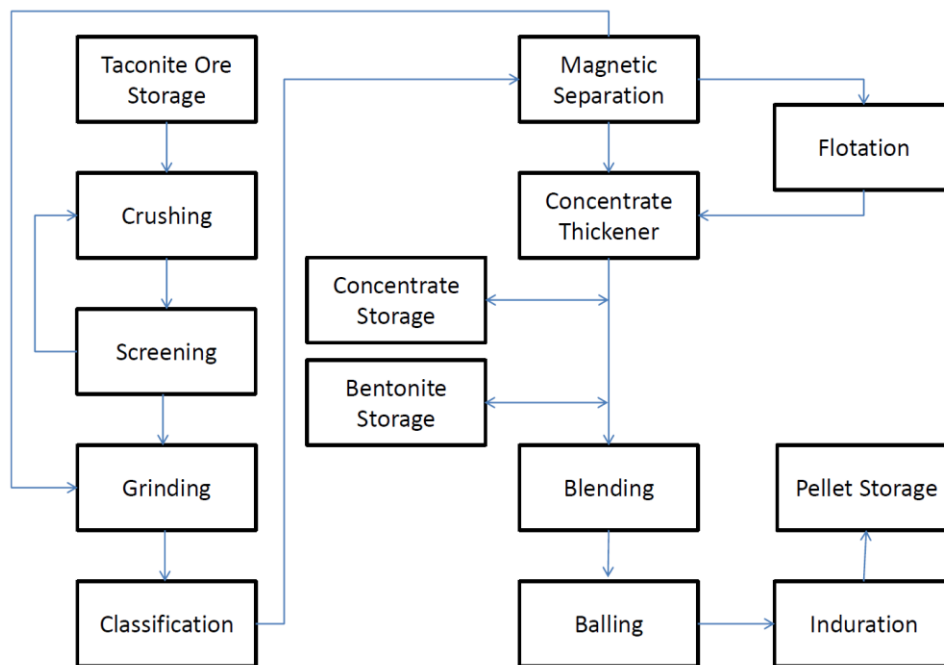 Taconite Ore
Storage
Crushing
Screening
Grinding
Classification
Magnetic
Separation
Flotation
Concentrate
Thickener
Concentrate
Storage
Bentonite
Storage
Blending
Pellet Storage
Balling
Induration